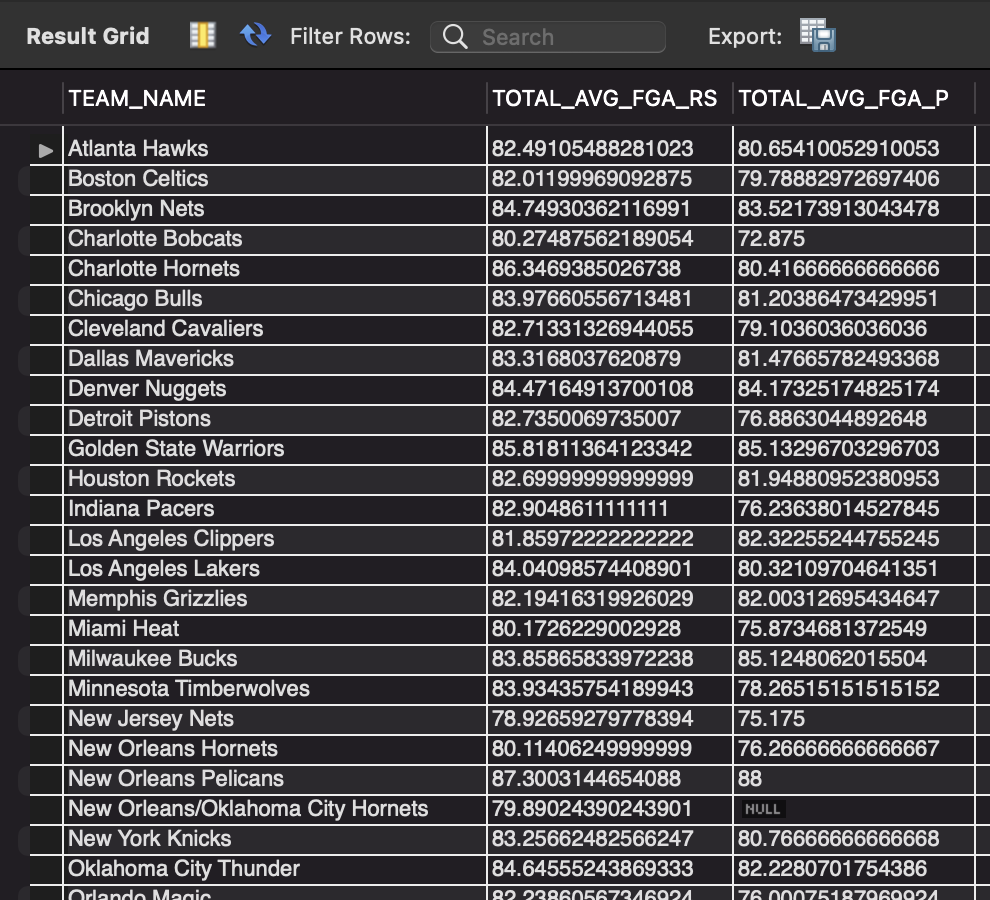 Result Grid Filter Rows: Search Export:
TEAM_NAME TOTAL_AVG_FGA_RS TOTAL_AVG_FGA_P
Atlanta Hawks 82.49105488281023 80.65410052910053
Boston Celtics 82.01199969092875 79.78882972697406
Brooklyn Nets 84.74930362116991 83.52173913043478
Charlotte Bobcats 80.27487562189054 72.875
Charlotte Hornets 86.3469385026738 80.41666666666666
Chicago Bulls 83.97660556713481 81.20386473429951
Cleveland Cavaliers 82.71331326944055 79.1036036036036
Dallas Mavericks 83.3168037620879 81.47665782493368
Denver Nuggets 84.47164913700108 84.17325174825174
Detroit Pistons 82.7350069735007 76.8863044892648
Golden State Warriors 85.81811364123342 85.13296703296703
Houston Rockets 82.69999999999999 81.94880952380953
Indiana Pacers 82.9048611111111 76.23638014527845
Los Angeles Clippers 81.85972222222222 82.32255244755245
Los Angeles Lakers 84.04098574408901 80.32109704641351
Memphis Grizzlies 82.19416319926029 82.00312695434647
Miami Heat 80.1726229002928 75.8734681372549
Milwaukee Bucks 83.85865833972238 85.1248062015504
Minnesota Timberwolves 83.93435754189943 78.26515151515152
New Jersey Nets 78.92659279778394 75.175
New Orleans Hornets 80.11406249999999 76.26666666666667
New Orleans Pelicans 87.3003144654088 88
New Orleans/Oklahoma City Hornets 79.89024390243901 NULL
New York Knicks 83.25662482566247 80.76666666666668
Oklahoma City Thunder 84.64555243869333 82.2280701754386
Orlando Magic 82.23860567346924 76.00075187969924